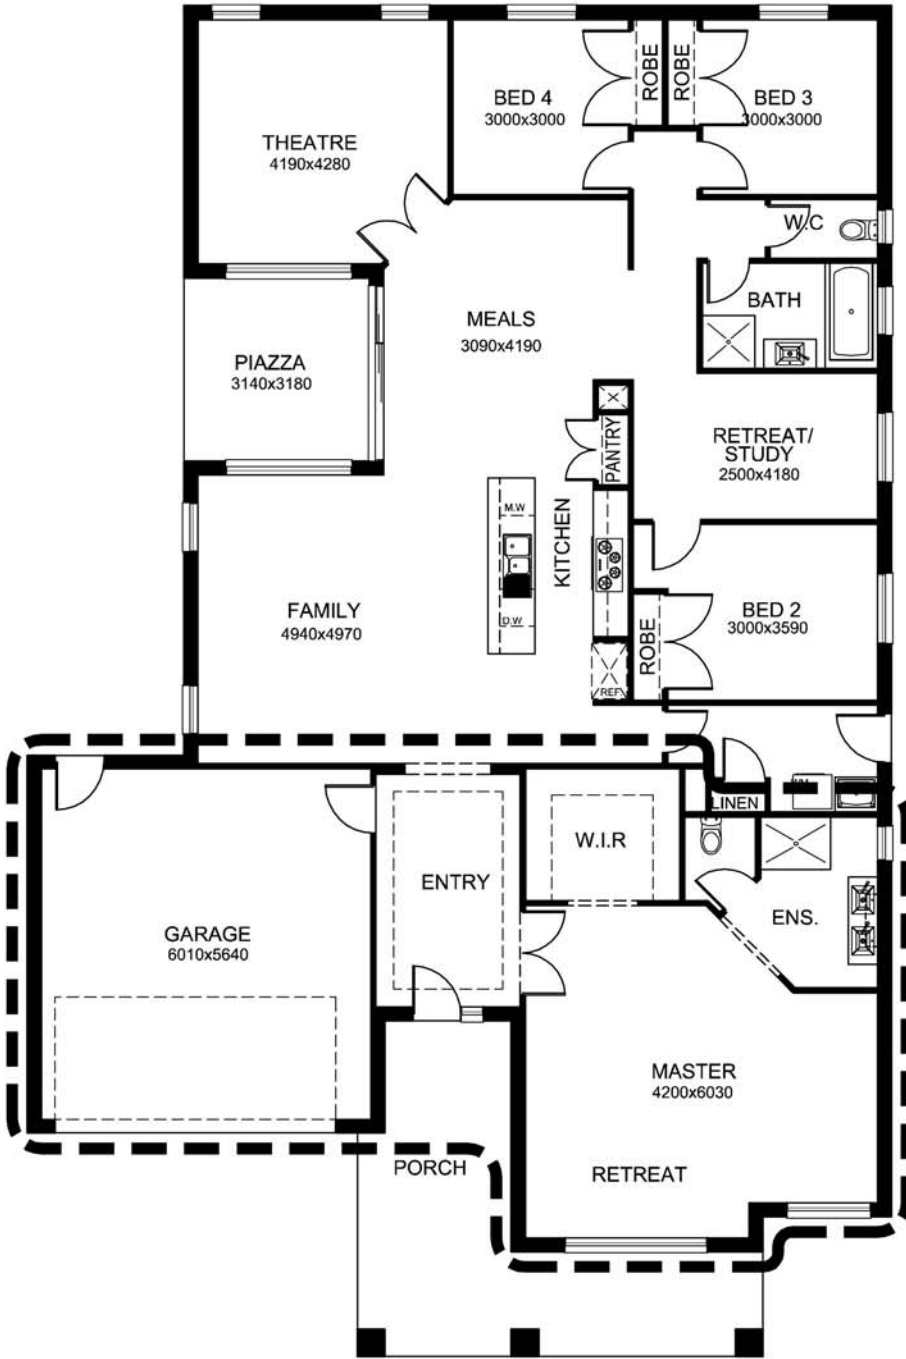 BED 4
3000x3000
ROBE
ROBE
BED 3
3000x3000
THEATRE
4190x4280
W.C
BATH
MEALS
3090x4190
PIAZZA
3140x3180
X
PANTRY
RETREAT/
STUDY
2500x4180
M.W
KITCHEN
FAMILY
4940x4970
D.W
BED 2
3000x3590
ROBE
REF
LINEN
W.I.R
ENTRY
ENS.
GARAGE
6010x5640
MASTER
4200x6030
PORCH
RETREAT